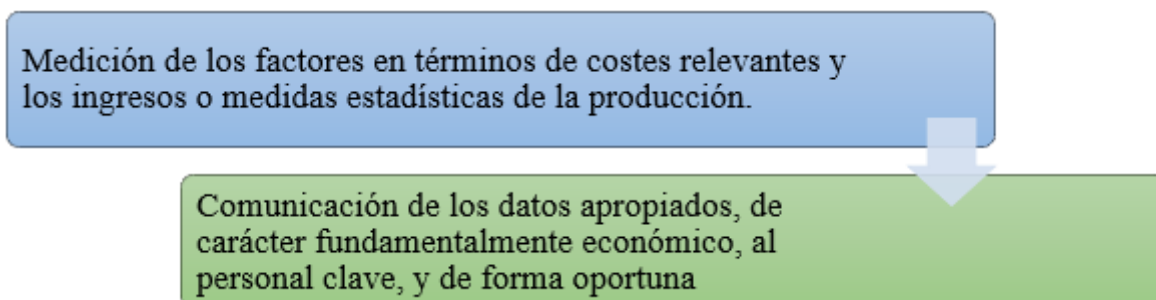 Medición de los factores en términos de costes relevantes y
los ingresos o medidas estadísticas de la producción.
Comunicación de los datos apropiados, de
carácter fundamentalmente económico, al
personal clave, y de forma oportuna